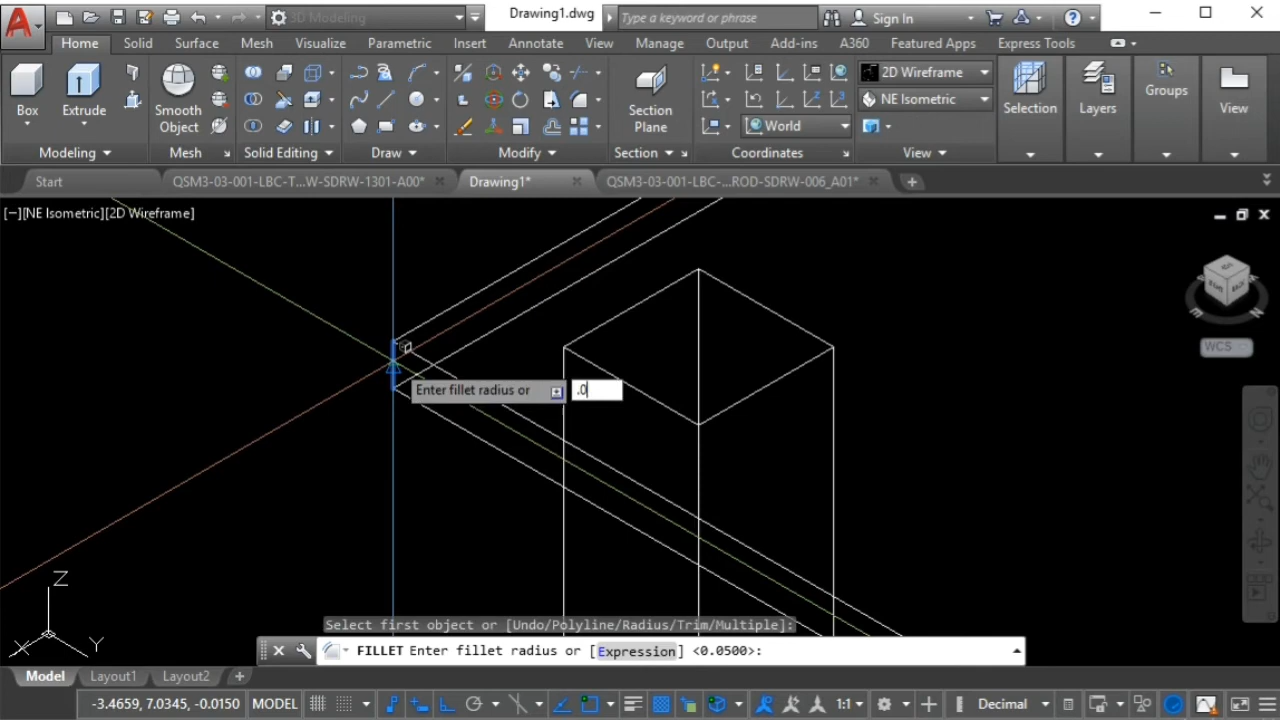 3D Modeling
Drawing1.dwg
Type a keyword or phrase
Sign In
Home Solid Surface Mesh Visualize Parametric Insert Annotate View Manage Output Add-ins A360 Featured Apps Express Tools
Box
Extrude
Smooth
Object
Section
Plane
2D Wireframe
NE Isometric
World
Selection
Layers
Groups
View
Modeling Mesh Solid Editing Draw Modify Section Coordinates View
Start QSM3-03-001-LBC-T...W-SDRW-1301-A00* Drawing1* QSM3-03-001-LBC-...ROD-SDRW-006_A01*
[−][NE Isometric][2D Wireframe]
WCS
Enter fillet radius or .0
Z
X Y
Select first object or [Undo/Polyline/Radius/Trim/Multiple]:
FILLET Enter fillet radius or [Expression] <0.0500>:
Model Layout1 Layout2
-3.4659, 7.0345, -0.0150 MODEL 1:1 Decimal